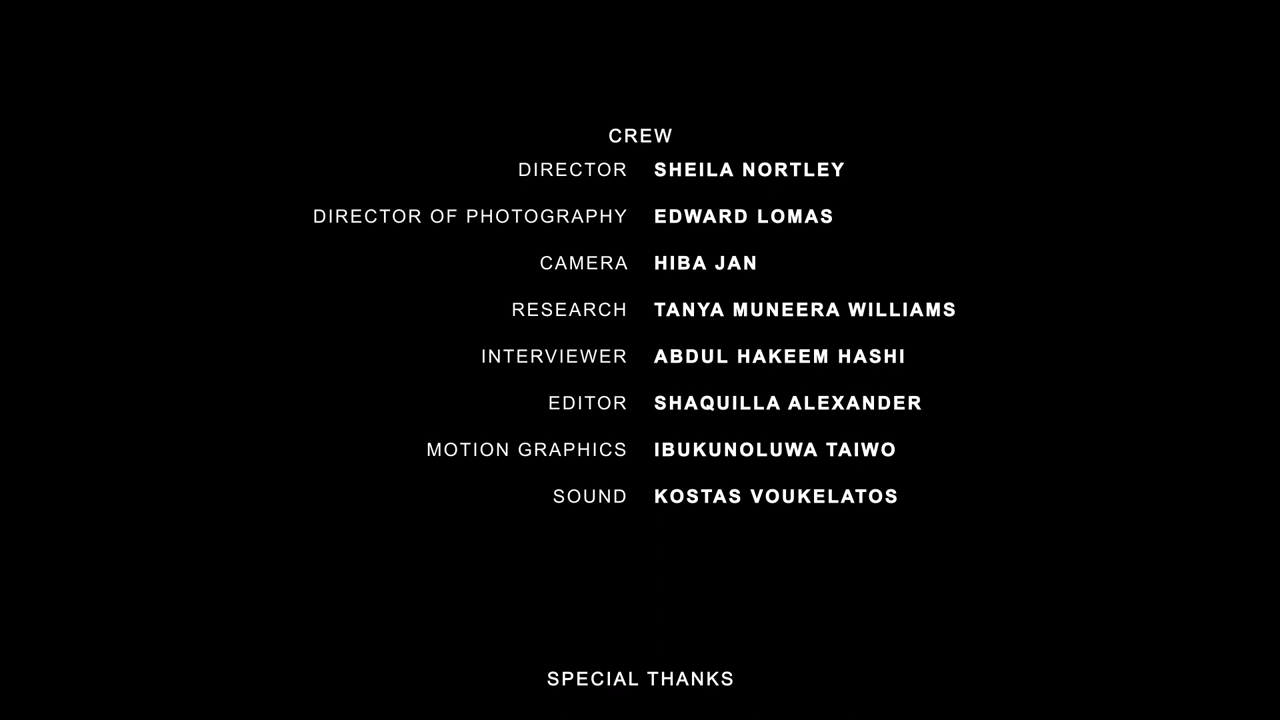 CREW
DIRECTOR SHEILA NORTLEY
DIRECTOR OF PHOTOGRAPHY EDWARD LOMAS
CAMERA HIBA JAN
RESEARCH TANYA MUNEERA WILLIAMS
INTERVIEWER ABDUL HAKEEM HASHI
EDITOR SHAQUILLA ALEXANDER
MOTION GRAPHICS IBUKUNOLUWA TAIWO
SOUND KOSTAS VOUKELATOS
SPECIAL THANKS